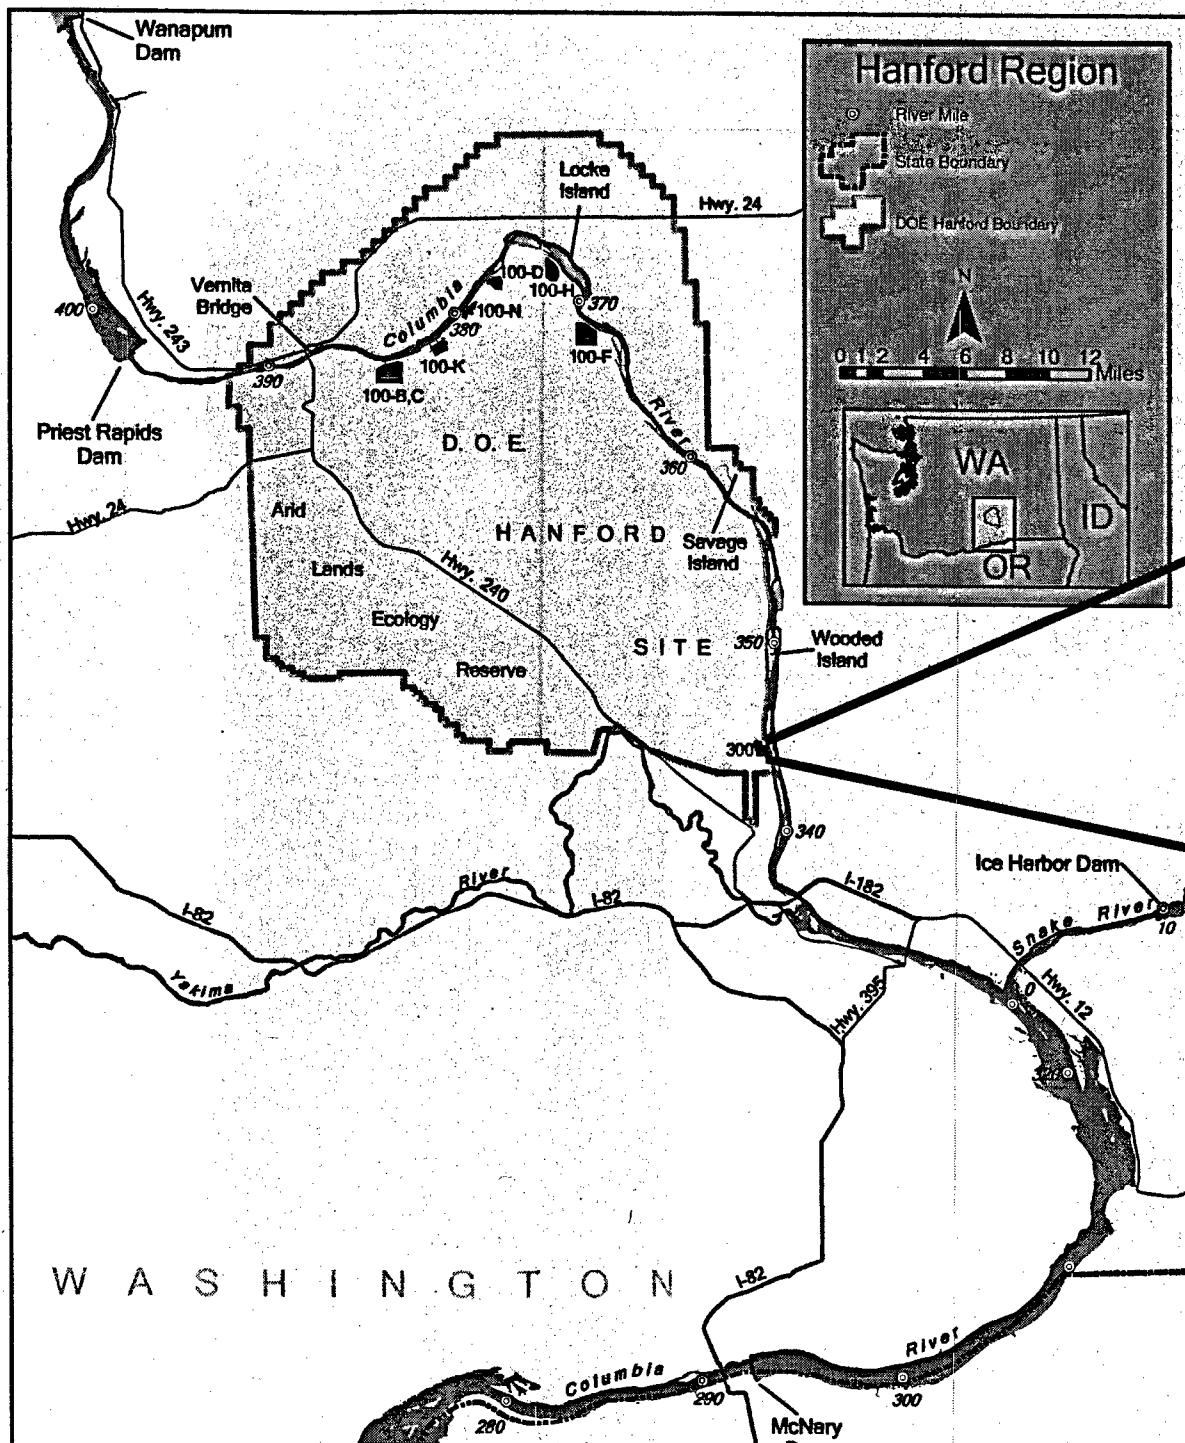 Wanapum
Dam
Hanford Region
River Mile
State Boundary
DOE Hanford Boundary
N
0 1 2 4 6 8 10 12
Miles
WA
ID
OR
Locke
Island
Hwy. 24
Vernita
Bridge
400
Hwy. 243
Columbia
100-D
100-H
370
100-N
380
100-K
100-F
390
100-B,C
Priest Rapids
Dam
River
360
D.O.E.
Hwy. 24
Arid
HANFORD
Savage
Island
Lands
Hwy. 240
Ecology
SITE
350
Wooded
Island
Reserve
300
340
Ice Harbor Dam
I-182
River
I-82
I-82
Snake River
10
Yakima
0
Hwy. 12
Hwy. 395
320
WASHINGTON
I-82
River
Columbia
290
300
280
McNary